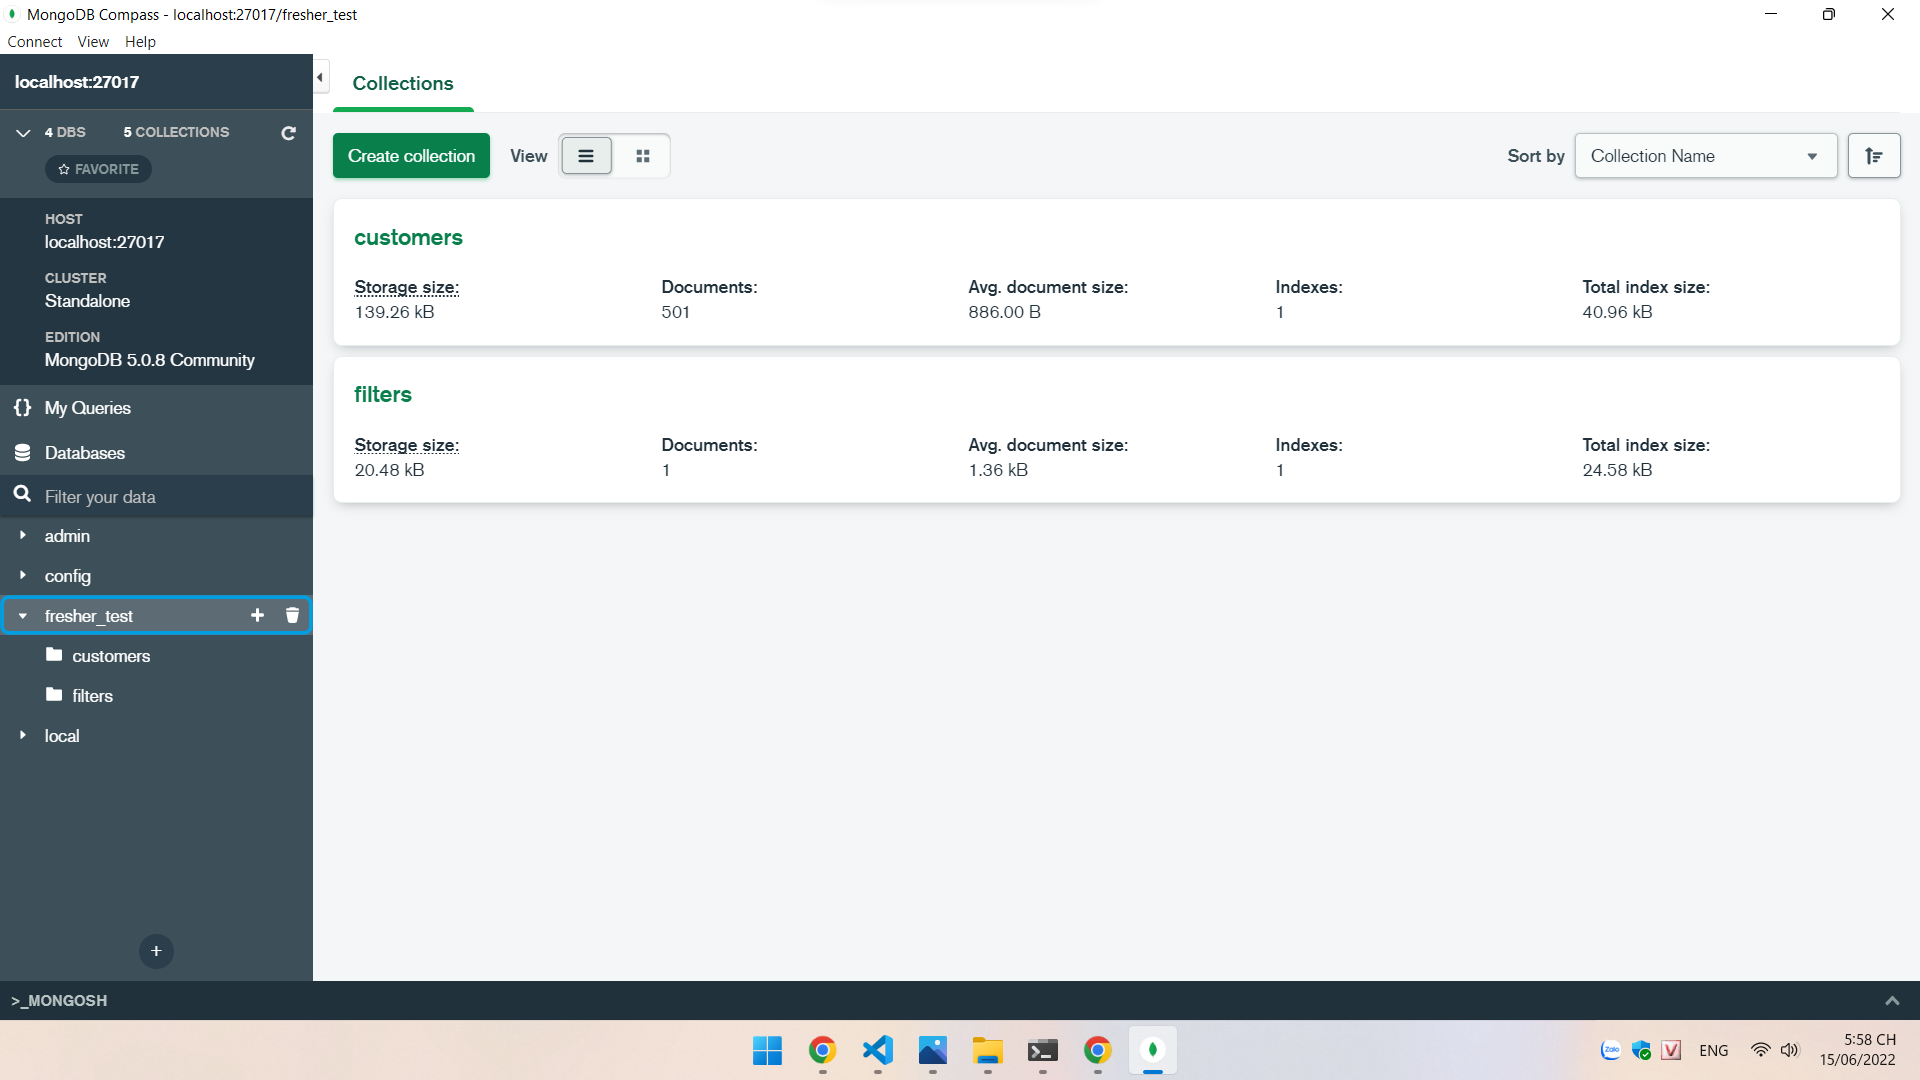 MongoDB Compass - localhost:27017/fresher_test
Connect View Help
localhost:27017
4 DBS 5 COLLECTIONS
FAVORITE
HOST
localhost:27017
CLUSTER
Standalone
EDITION
MongoDB 5.0.8 Community
{} My Queries
Databases
Filter your data
admin
config
fresher_test
customers
filters
local
+
Collections
Create collection View Sort by Collection Name
customers
Storage size: Documents: Avg. document size: Indexes: Total index size:
139.26 kB 501 886.00 B 1 40.96 kB
filters
Storage size: Documents: Avg. document size: Indexes: Total index size:
20.48 kB 1 1.36 kB 1 24.58 kB
>_MONGOSH
Zalo V ENG 5:58 CH
15/06/2022